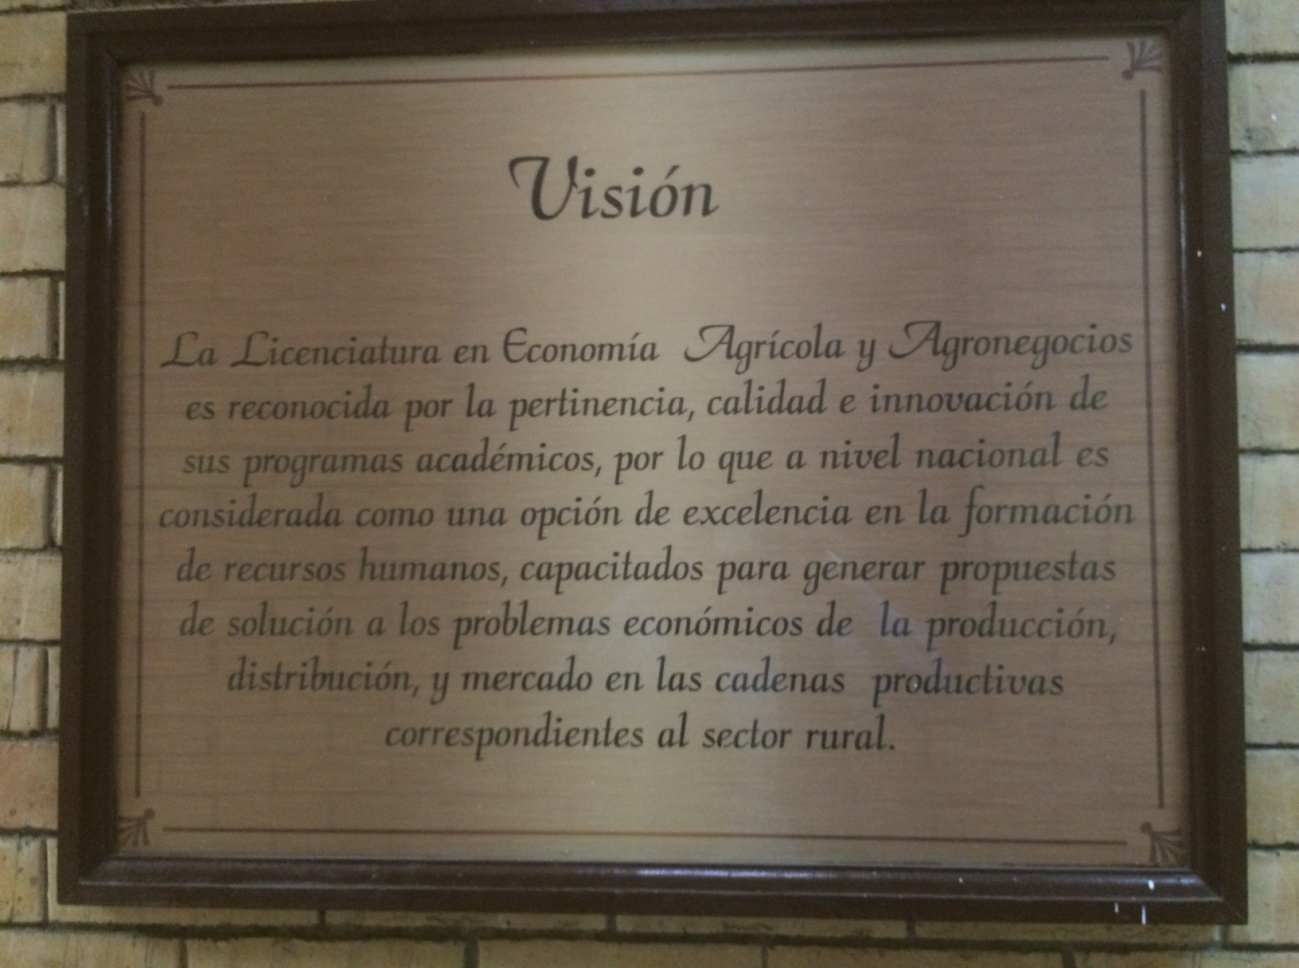 Visión
La Licenciatura en Economía Agrícola y Agronegocios
es reconocida por la pertinencia, calidad e innovación de
sus programas académicos, por lo que a nivel nacional es
considerada como una opción de excelencia en la formación
de recursos humanos, capacitados para generar propuestas
de solución a los problemas económicos de la producción,
distribución, y mercado en las cadenas productivas
correspondientes al sector rural.